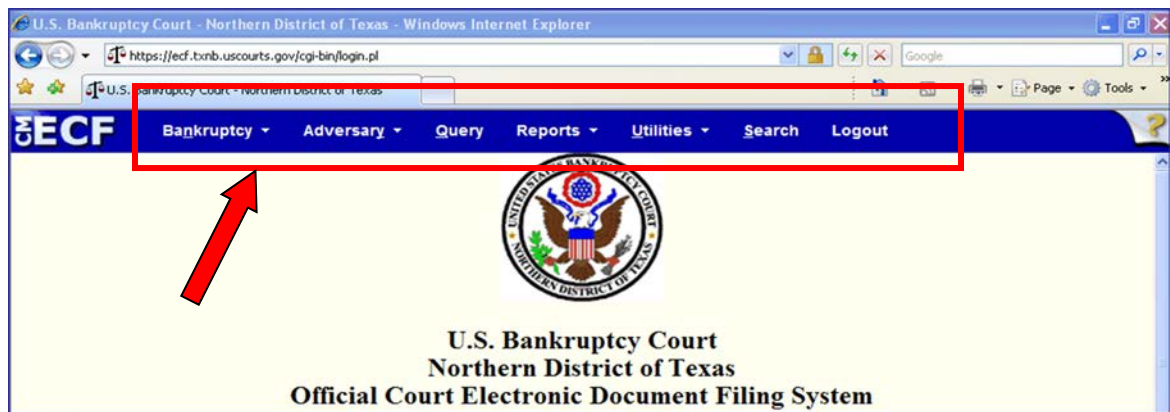 U.S. Bankruptcy Court - Northern District of Texas - Windows Internet Explorer
https://ecf.txnb.uscourts.gov/cgi-bin/login.pl Google
U.S. Bankruptcy Court - Northern District of Texas Page Tools »
CM ECF Bankruptcy Adversary Query Reports Utilities Search Logout ?
UNITED STATES BANKRUPTCY COURT
NORTHERN DISTRICT OF TEXAS
U.S. Bankruptcy Court
Northern District of Texas
Official Court Electronic Document Filing System